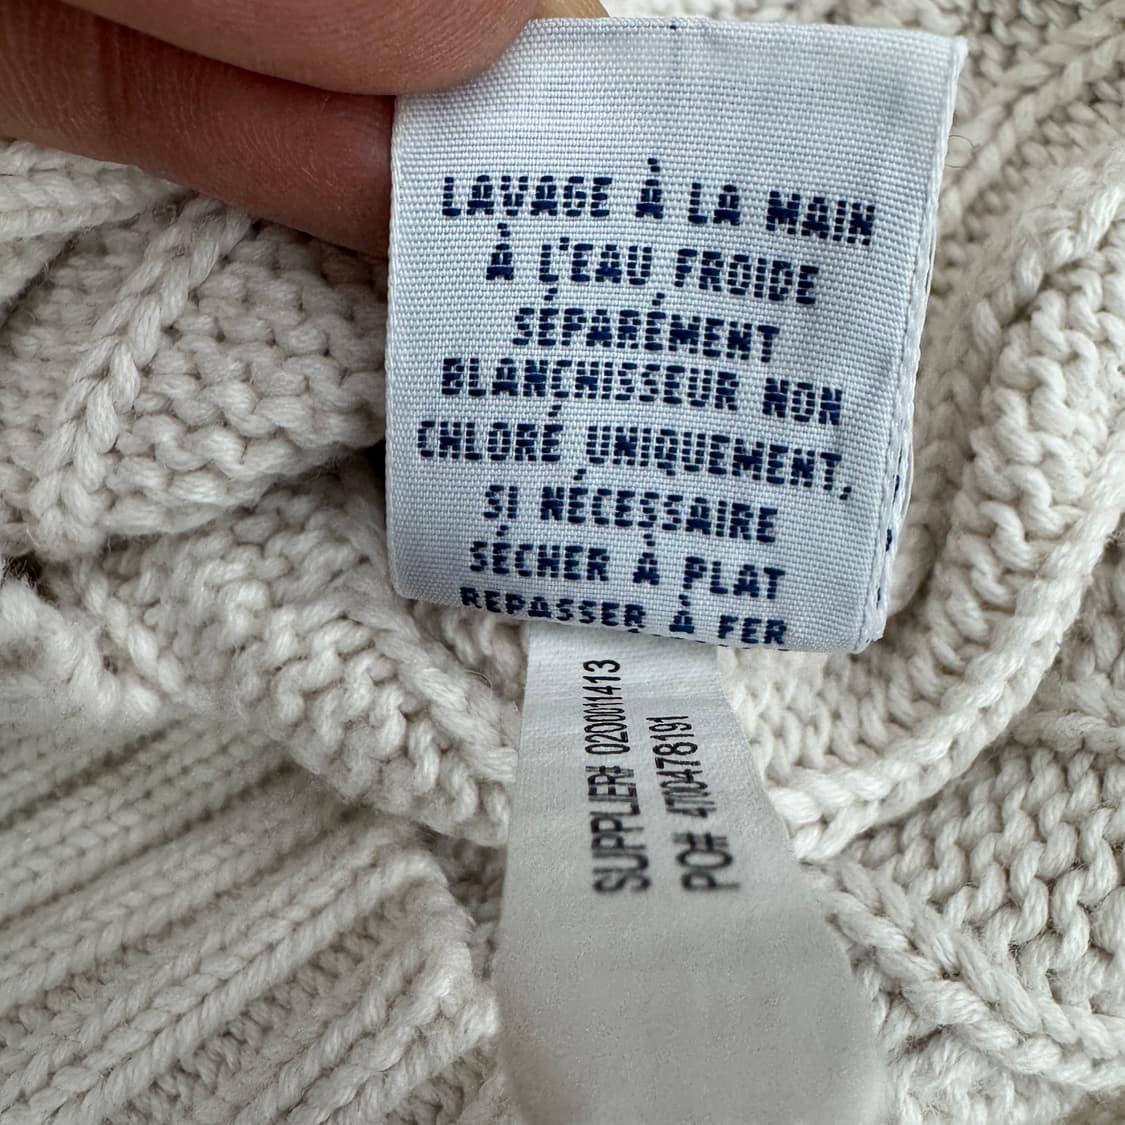 LAVAGE À LA MAIN
À L'EAU FROIDE
SÉPARÉMENT
BLANCHISSEUR NON
CHLORÉ UNIQUEMENT,
SI NÉCESSAIRE
SÉCHER À PLAT
REPASSER À FER
SUPPLIER# 0200011413
PO# 4710478191